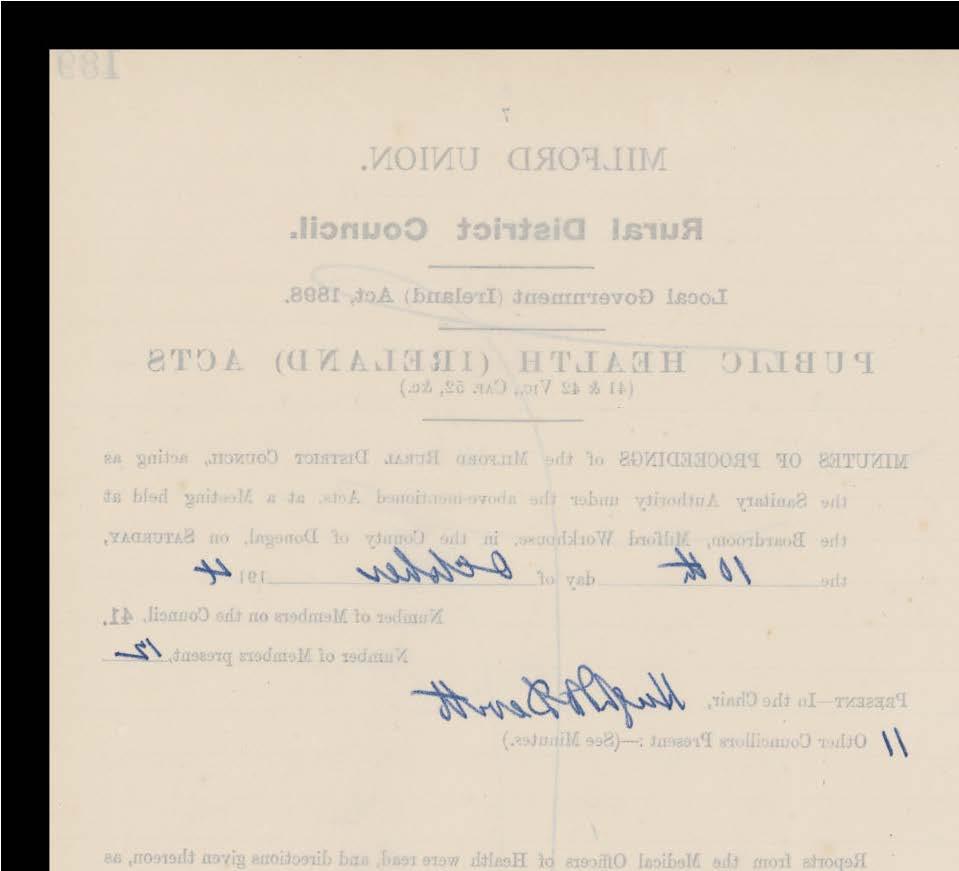 189
7
MILFORD UNION.
Rural District Council.
Local Government (Ireland) Act, 1898.
PUBLIC HEALTH (IRELAND) ACTS
(41 & 42 VIC., CAP. 52, &c.)
MINUTES OF PROCEEDINGS of the MILFORD RURAL DISTRICT COUNCIL, acting as
the Sanitary Authority under the above-mentioned Acts, at a Meeting held at
the Boardroom, Milford Workhouse, in the County of Donegal, on SATURDAY,
the 10th day of October 1914
Number of Members on the Council, 41.
Number of Members present, 12
PRESENT—In the Chair, Hugh McDevitt
11 Other Councillors Present :—(See Minutes.)
Reports from the Medical Officers of Health were read, and directions given thereon, as